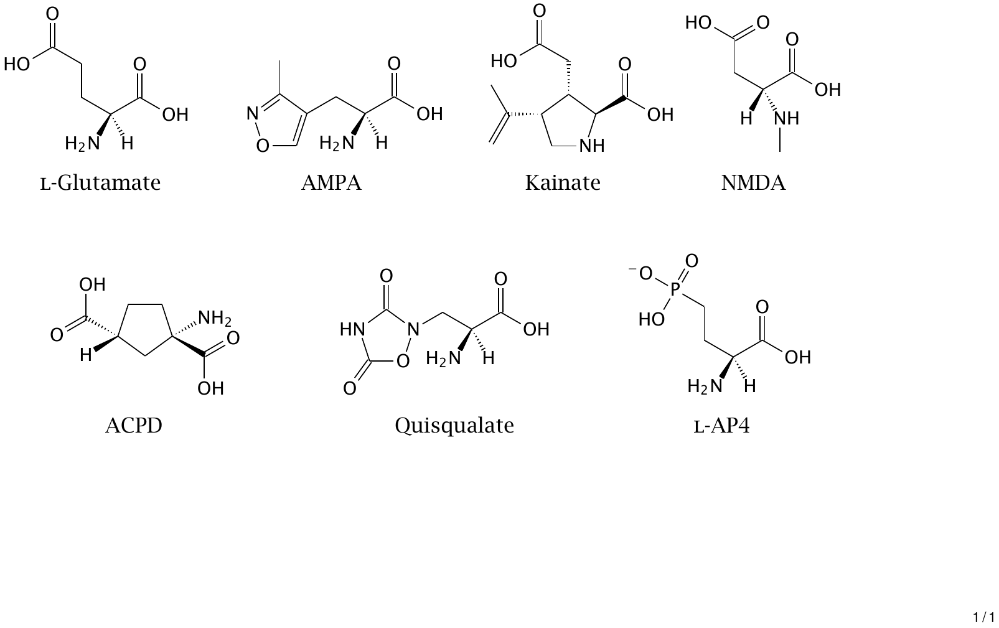 O
HO
O
OH
H₂N
H
L-Glutamate
N
O
O
OH
H₂N
H
AMPA
O
HO
O
OH
NH
Kainate
HO
O
O
OH
H
NH
NMDA
OH
O
H
NH₂
O
OH
ACPD
O
HN
N
O
O
O
OH
H₂N
H
Quisqualate
⁻O
O
P
HO
O
OH
H₂N
H
L-AP4
1/1